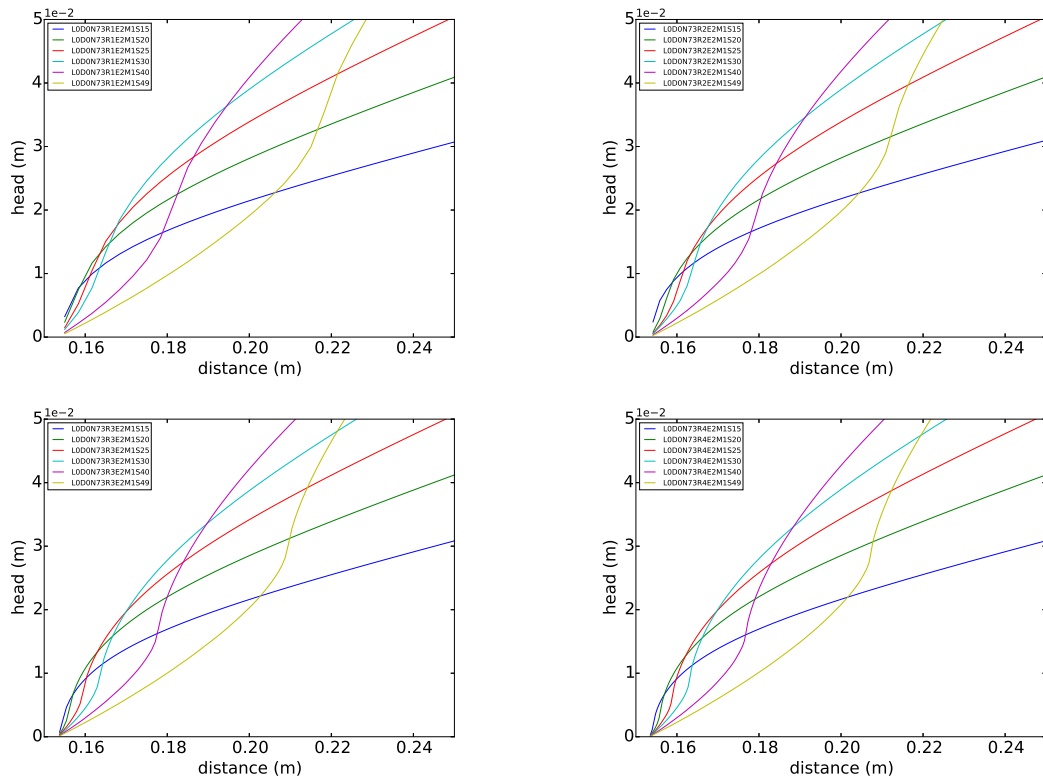 5 1e−2
L0D0N73R1E2M1S15
L0D0N73R1E2M1S20
L0D0N73R1E2M1S25
L0D0N73R1E2M1S30
L0D0N73R1E2M1S40
L0D0N73R1E2M1S49
4
3
2
1
0
head (m)
0.16 0.18 0.20 0.22 0.24
distance (m)
5 1e−2
L0D0N73R2E2M1S15
L0D0N73R2E2M1S20
L0D0N73R2E2M1S25
L0D0N73R2E2M1S30
L0D0N73R2E2M1S40
L0D0N73R2E2M1S49
4
3
2
1
0
head (m)
0.16 0.18 0.20 0.22 0.24
distance (m)
5 1e−2
L0D0N73R3E2M1S15
L0D0N73R3E2M1S20
L0D0N73R3E2M1S25
L0D0N73R3E2M1S30
L0D0N73R3E2M1S40
L0D0N73R3E2M1S49
4
3
2
1
0
head (m)
0.16 0.18 0.20 0.22 0.24
distance (m)
5 1e−2
L0D0N73R4E2M1S15
L0D0N73R4E2M1S20
L0D0N73R4E2M1S25
L0D0N73R4E2M1S30
L0D0N73R4E2M1S40
L0D0N73R4E2M1S49
4
3
2
1
0
head (m)
0.16 0.18 0.20 0.22 0.24
distance (m)